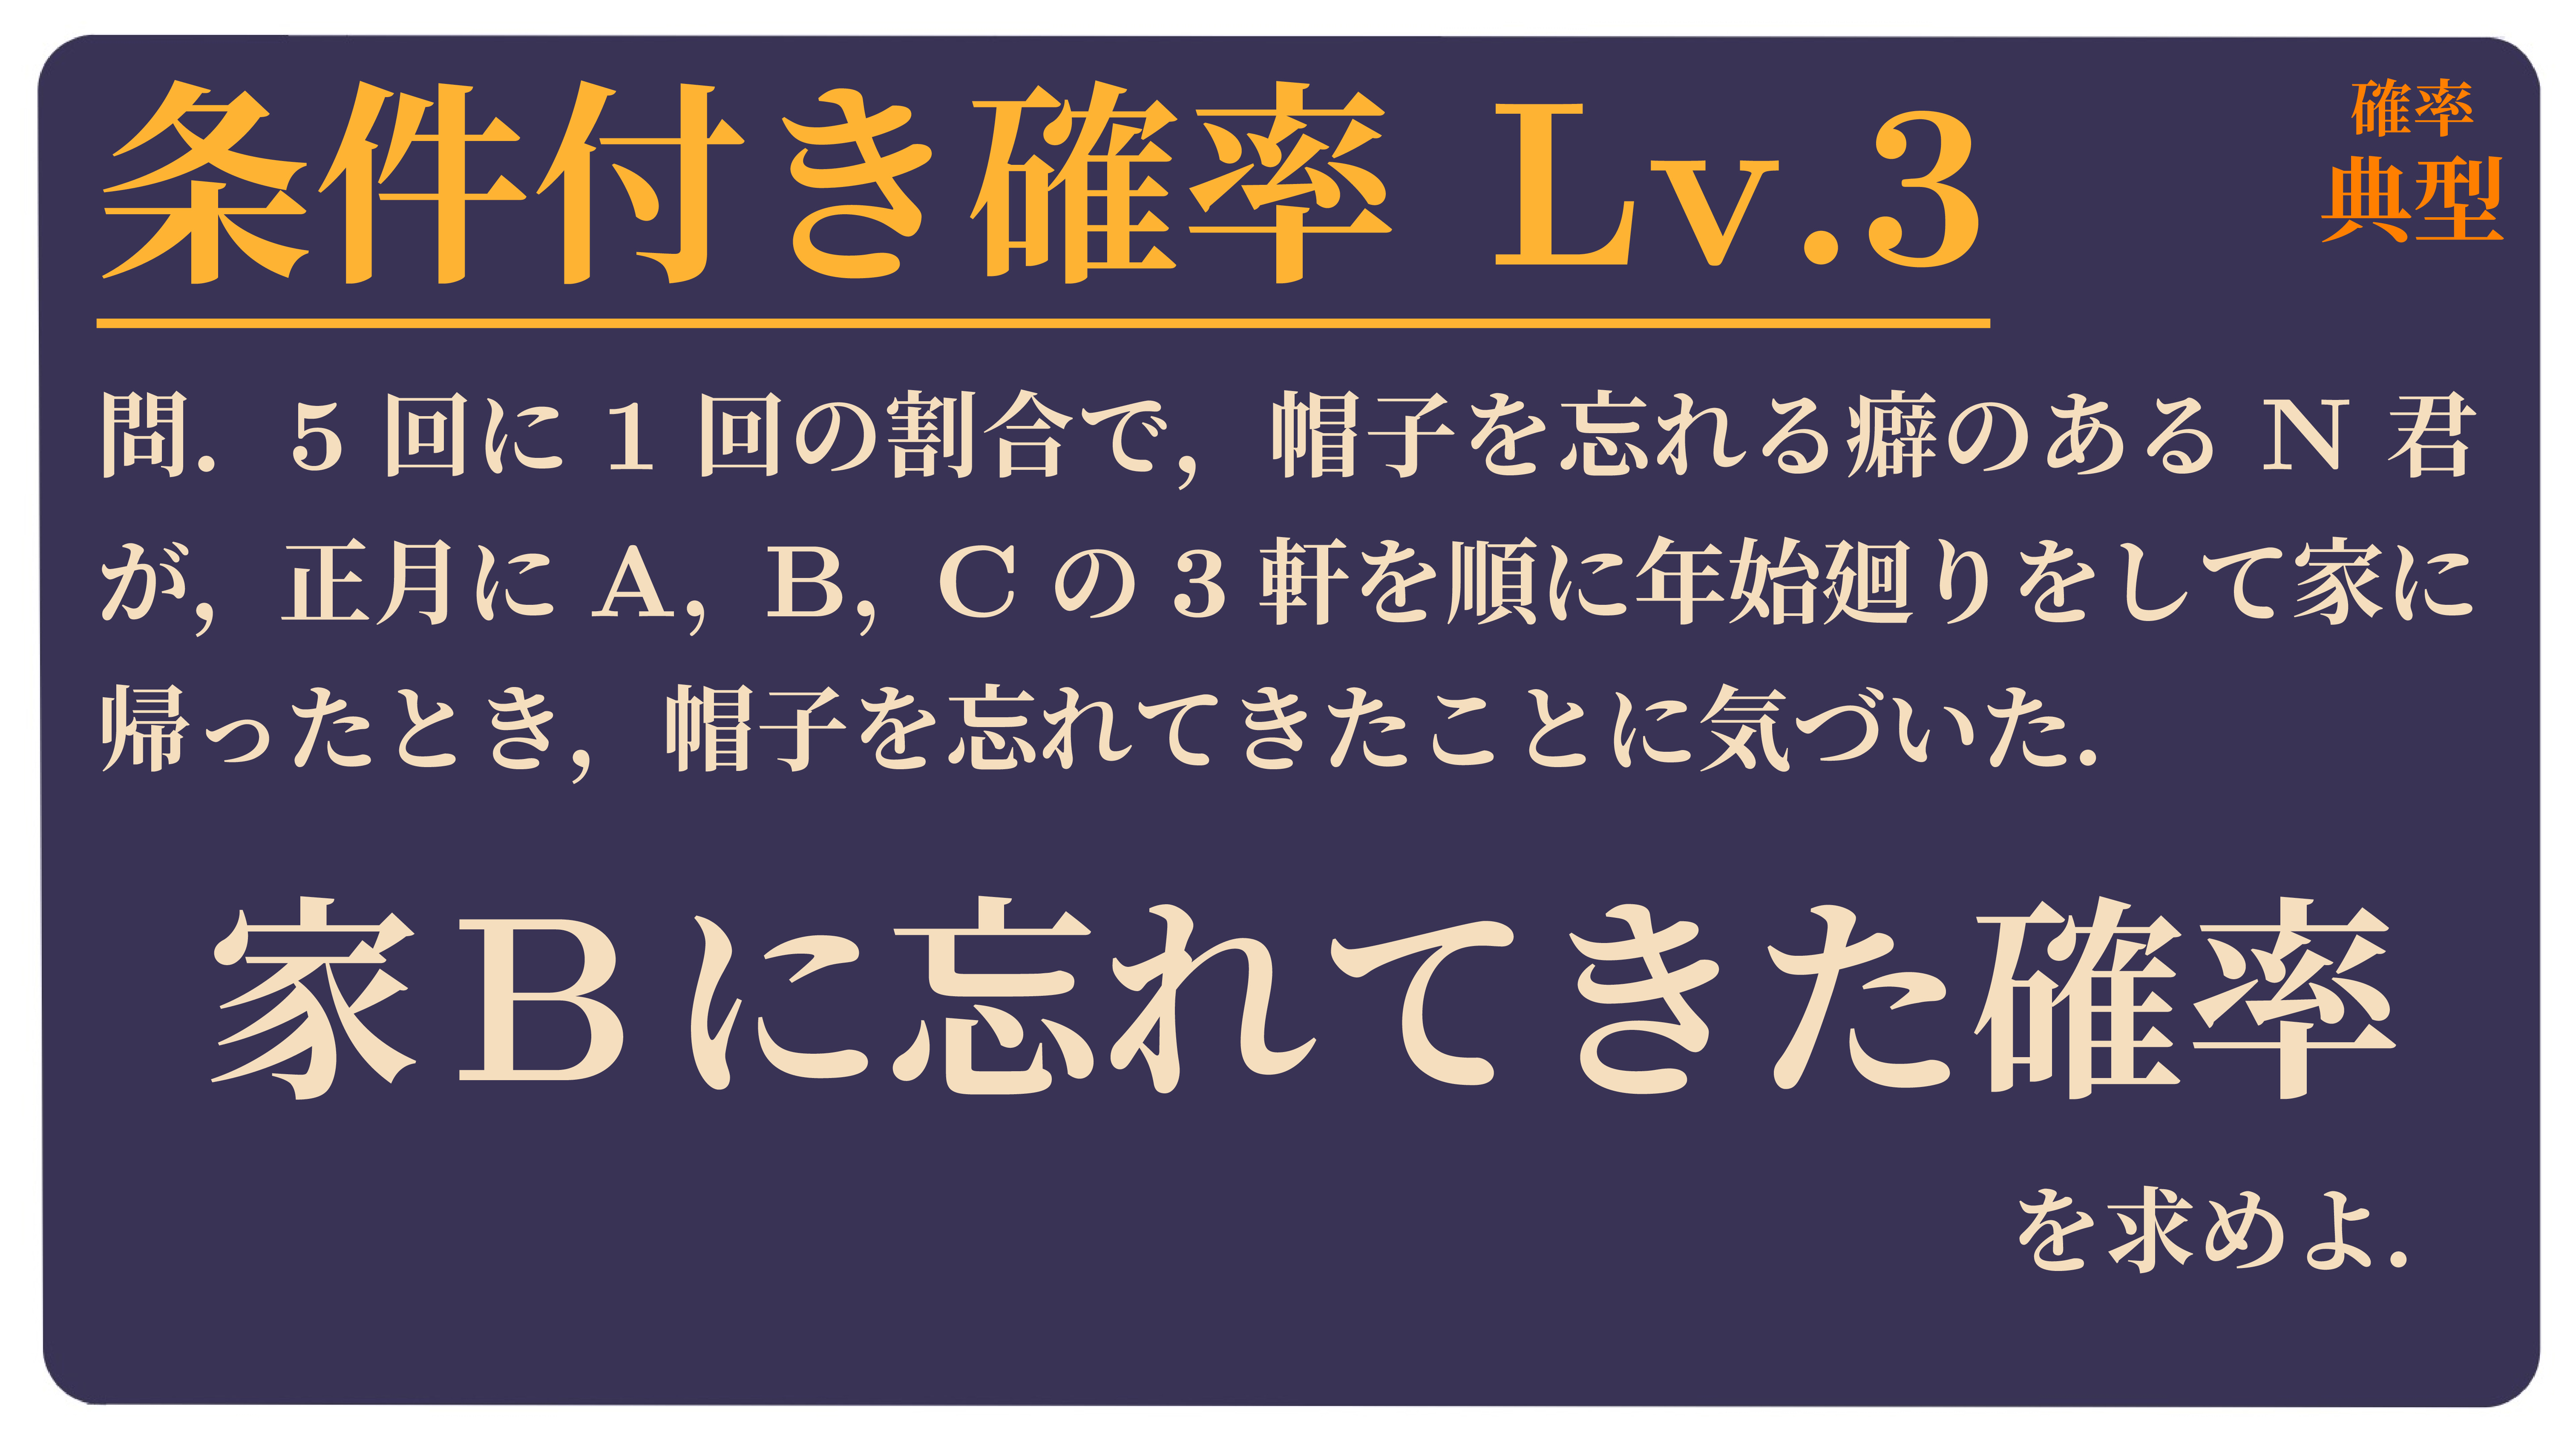 条件付き確率 Lv.3
確率
典型
問．5 回に 1 回の割合で，帽子を忘れる癖のある N 君
が，正月に A，B，C の 3 軒を順に年始廻りをして家に
帰ったとき，帽子を忘れてきたことに気づいた．
家Bに忘れてきた確率
を求めよ．